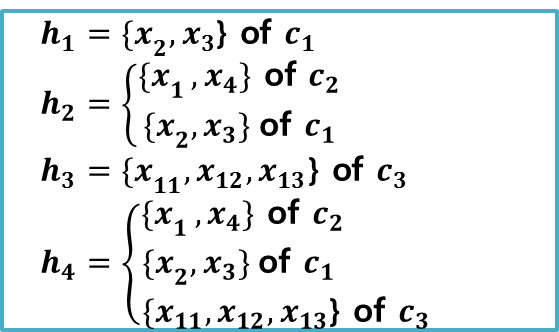 h₁ = {x₂, x₃} of c₁
h₂ = { {x₁ , x₄} of c₂
{x₂, x₃} of c₁
h₃ = {x₁₁, x₁₂, x₁₃} of c₃
h₄ = { {x₁ , x₄} of c₂
{x₂, x₃} of c₁
{x₁₁, x₁₂, x₁₃} of c₃